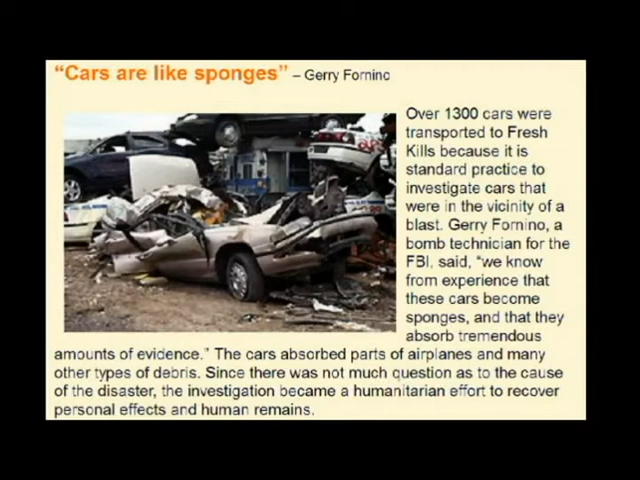 “Cars are like sponges” – Gerry Fornino
Over 1300 cars were
transported to Fresh
Kills because it is
standard practice to
investigate cars that
were in the vicinity of a
blast. Gerry Fornino, a
bomb technician for the
FBI, said, “we know
from experience that
these cars become
sponges, and that they
absorb tremendous
amounts of evidence.” The cars absorbed parts of airplanes and many
other types of debris. Since there was not much question as to the cause
of the disaster, the investigation became a humanitarian effort to recover
personal effects and human remains.